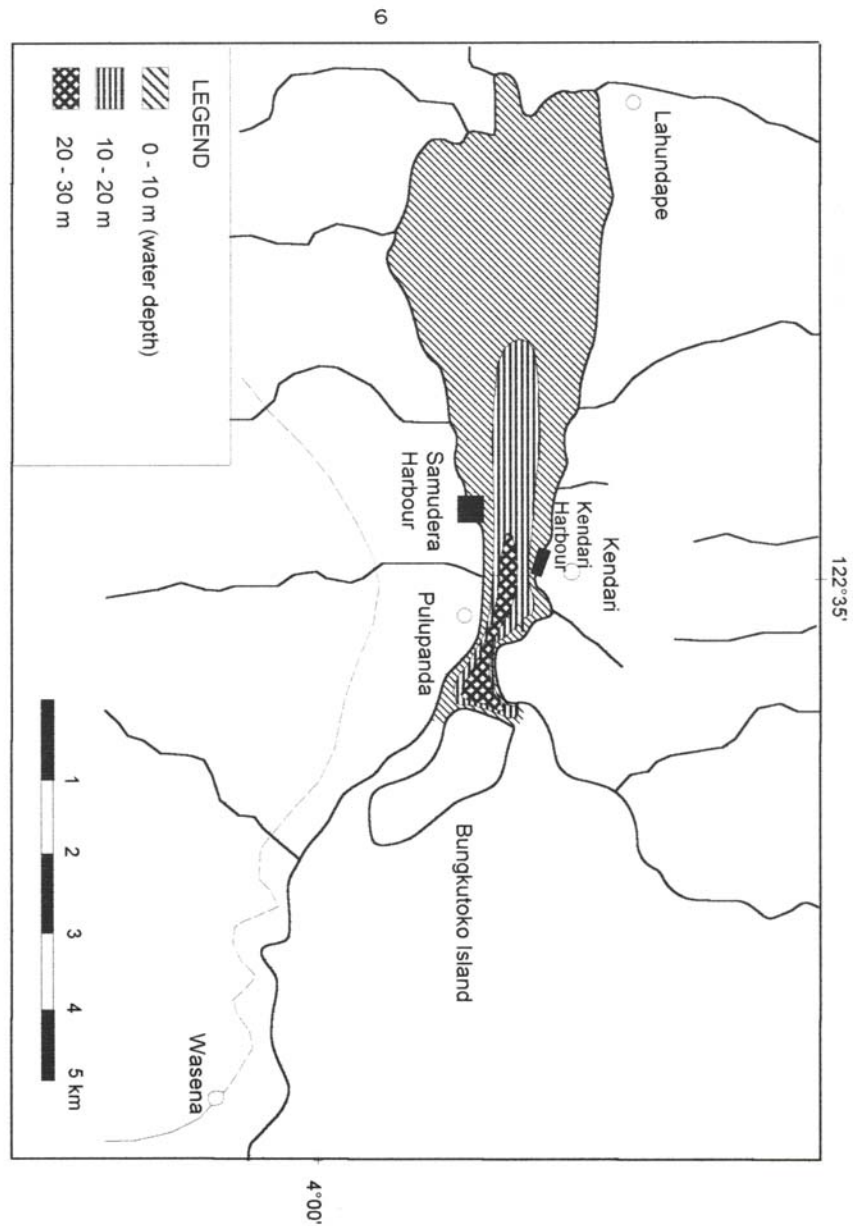 6
Lahundape
Kendari
Kendari
Harbour
122°35'
Samudera
Harbour
Pulupanda
Bungkutoko Island
Wasena
4°00'
LEGEND
0 - 10 m (water depth)
10 - 20 m
20 - 30 m
1 2 3 4 5 km